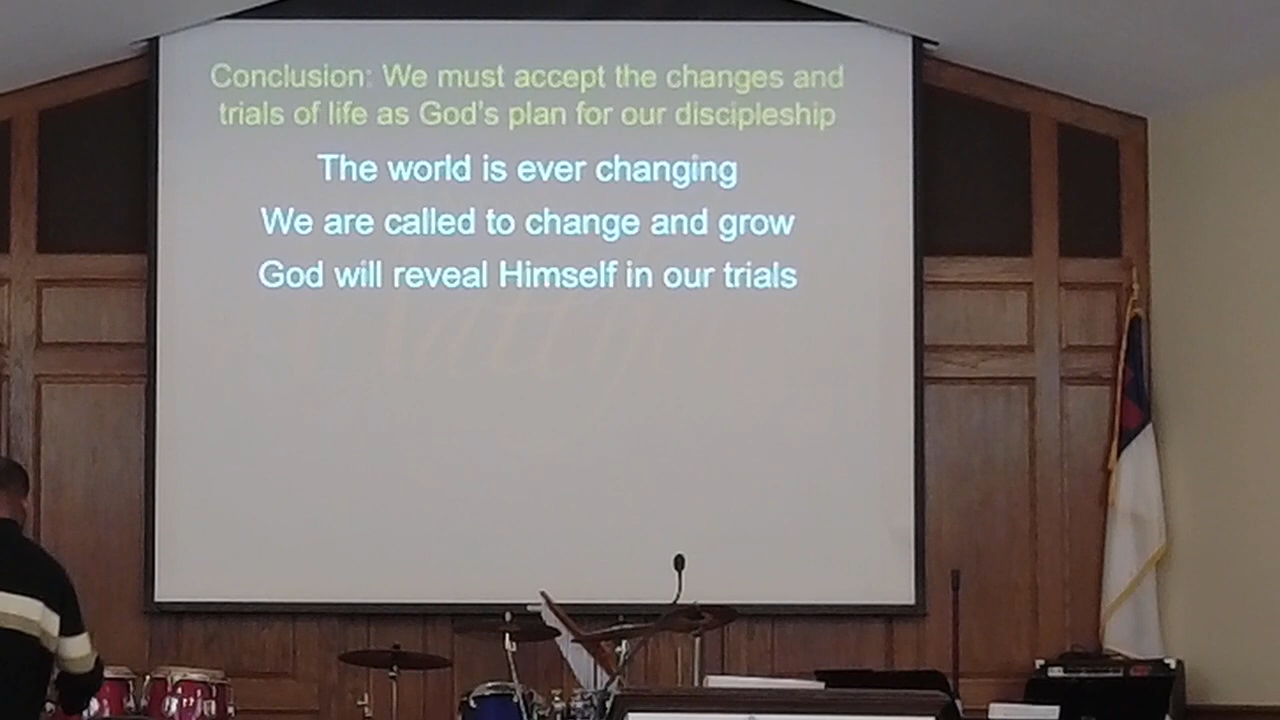 Conclusion: We must accept the changes and
trials of life as God's plan for our discipleship
The world is ever changing
We are called to change and grow
God will reveal Himself in our trials